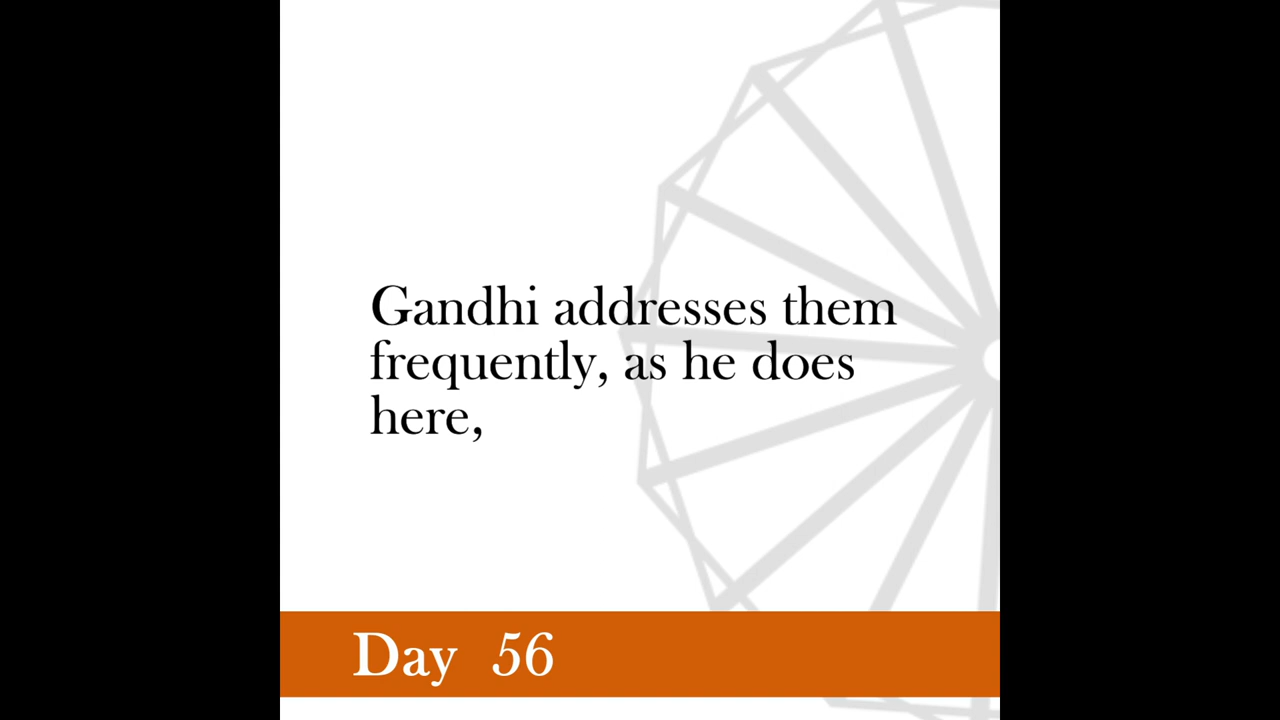 Gandhi addresses them
frequently, as he does
here,
Day 56